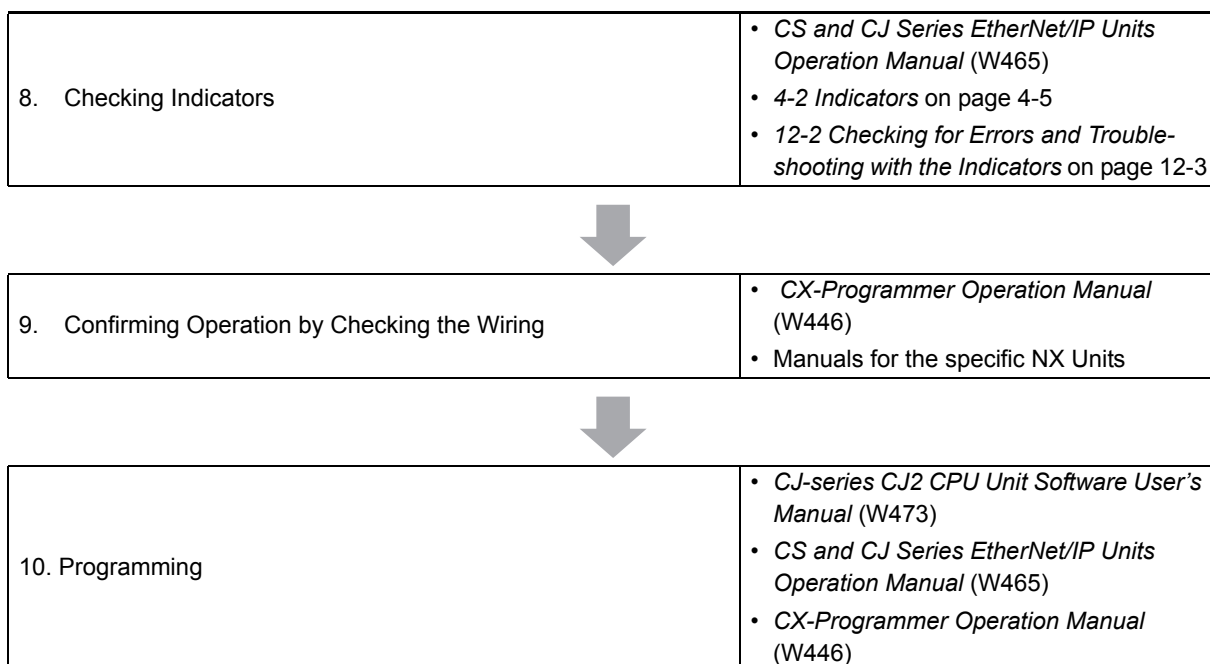 8. Checking Indicators
• CS and CJ Series EtherNet/IP Units
Operation Manual (W465)
• 4-2 Indicators on page 4-5
• 12-2 Checking for Errors and Trouble-
shooting with the Indicators on page 12-3
9. Confirming Operation by Checking the Wiring
• CX-Programmer Operation Manual
(W446)
• Manuals for the specific NX Units
10. Programming
• CJ-series CJ2 CPU Unit Software User's
Manual (W473)
• CS and CJ Series EtherNet/IP Units
Operation Manual (W465)
• CX-Programmer Operation Manual
(W446)